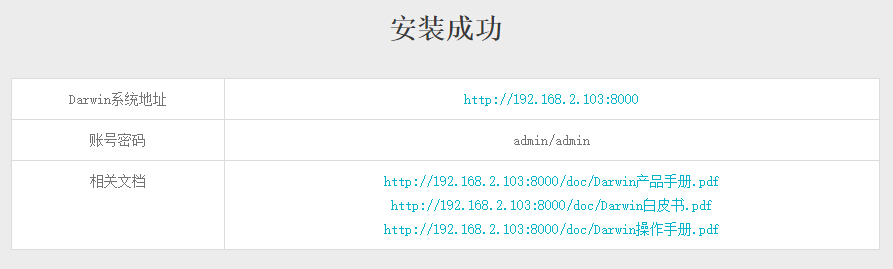 安装成功
Darwin系统地址
http://192.168.2.103:8000
账号密码
admin/admin
相关文档
http://192.168.2.103:8000/doc/Darwin产品手册.pdf
http://192.168.2.103:8000/doc/Darwin白皮书.pdf
http://192.168.2.103:8000/doc/Darwin操作手册.pdf